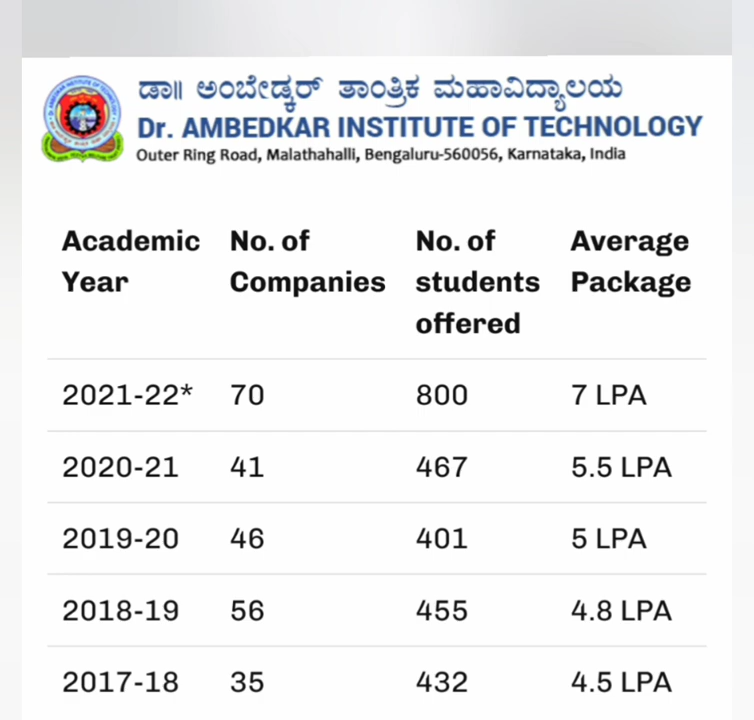 ಡಾ॥ ಅಂಬೇಡ್ಕರ್ ತಾಂತ್ರಿಕ ಮಹಾವಿದ್ಯಾಲಯ
Dr. AMBEDKAR INSTITUTE OF TECHNOLOGY
Outer Ring Road, Malathahalli, Bengaluru-560056, Karnataka, India
Academic Year No. of Companies No. of students offered Average Package
2021-22* 70 800 7 LPA
2020-21 41 467 5.5 LPA
2019-20 46 401 5 LPA
2018-19 56 455 4.8 LPA
2017-18 35 432 4.5 LPA